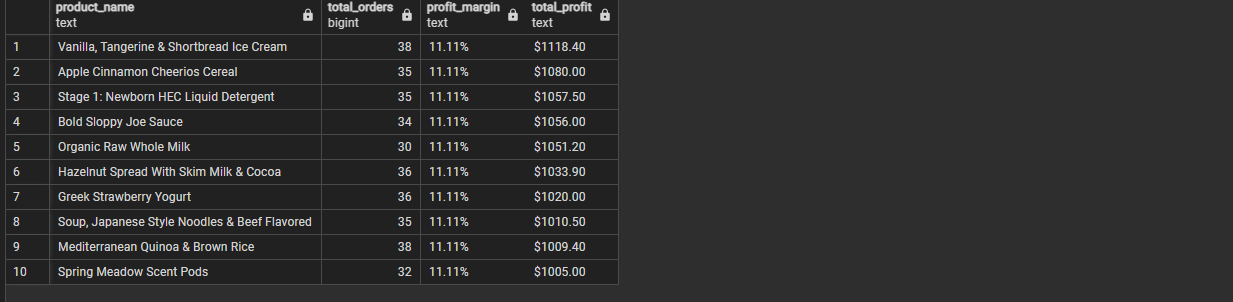 product_name total_orders profit_margin total_profit
text bigint text text
1 Vanilla, Tangerine & Shortbread Ice Cream 38 11.11% $1118.40
2 Apple Cinnamon Cheerios Cereal 35 11.11% $1080.00
3 Stage 1: Newborn HEC Liquid Detergent 35 11.11% $1057.50
4 Bold Sloppy Joe Sauce 34 11.11% $1056.00
5 Organic Raw Whole Milk 30 11.11% $1051.20
6 Hazelnut Spread With Skim Milk & Cocoa 36 11.11% $1033.90
7 Greek Strawberry Yogurt 36 11.11% $1020.00
8 Soup, Japanese Style Noodles & Beef Flavored 35 11.11% $1010.50
9 Mediterranean Quinoa & Brown Rice 38 11.11% $1009.40
10 Spring Meadow Scent Pods 32 11.11% $1005.00